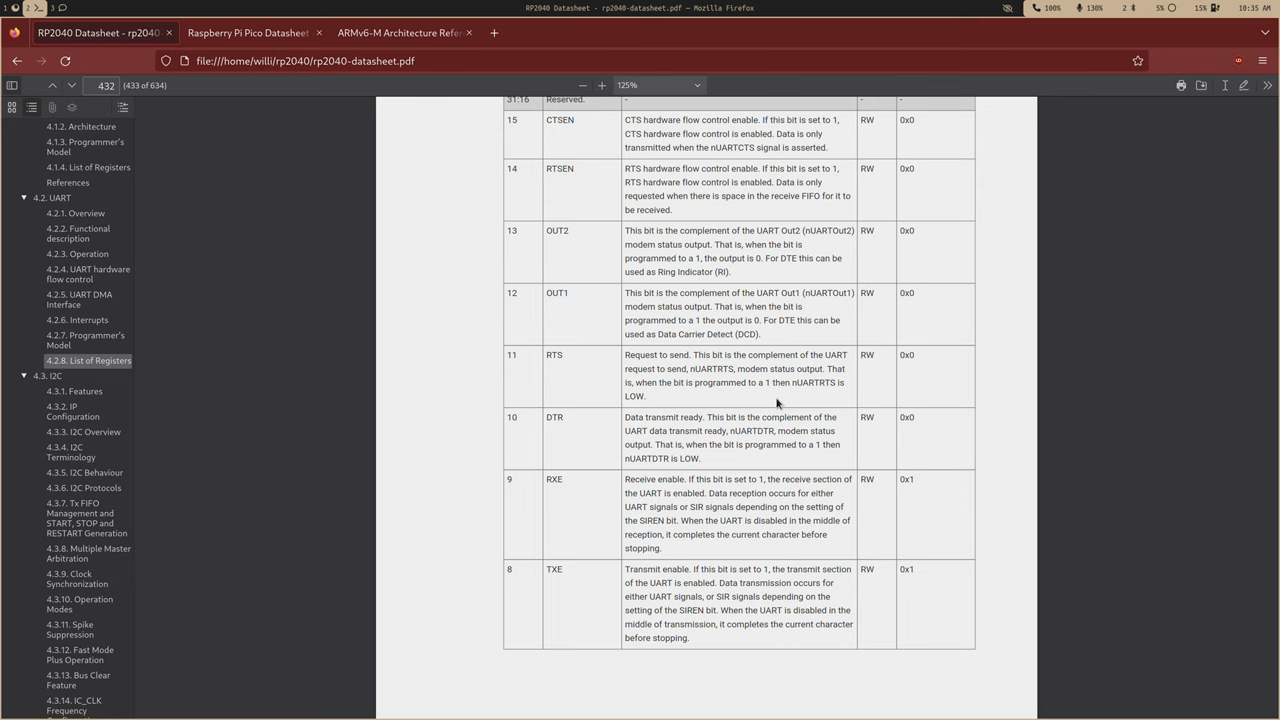 1 2 3
RP2040 Datasheet - rp2040-datasheet.pdf — Mozilla Firefox
100% 130% 2 5% 15% 10:35 AM
RP2040 Datasheet - rp2040-
Raspberry Pi Pico Datasheet
ARMv6-M Architecture Refer
file:///home/willi/rp2040/rp2040-datasheet.pdf
432 (433 of 634)
125%
4.1.2. Architecture
4.1.3. Programmer's
Model
4.1.4. List of Registers
References
4.2. UART
4.2.1. Overview
4.2.2. Functional
description
4.2.3. Operation
4.2.4. UART hardware
flow control
4.2.5. UART DMA
Interface
4.2.6. Interrupts
4.2.7. Programmer's
Model
4.2.8. List of Registers
4.3. I2C
4.3.1. Features
4.3.2. IP
Configuration
4.3.3. I2C Overview
4.3.4. I2C
Terminology
4.3.5. I2C Behaviour
4.3.6. I2C Protocols
4.3.7. Tx FIFO
Management and
START, STOP and
RESTART Generation
4.3.8. Multiple Master
Arbitration
4.3.9. Clock
Synchronization
4.3.10. Operation
Modes
4.3.11. Spike
Suppression
4.3.12. Fast Mode
Plus Operation
4.3.13. Bus Clear
Feature
4.3.14. IC_CLK
Frequency
31:16 Reserved. - - -
15 CTSEN CTS hardware flow control enable. If this bit is set to 1, RW 0x0
CTS hardware flow control is enabled. Data is only
transmitted when the nUARTCTS signal is asserted.
14 RTSEN RTS hardware flow control enable. If this bit is set to 1, RW 0x0
RTS hardware flow control is enabled. Data is only
requested when there is space in the receive FIFO for it to
be received.
13 OUT2 This bit is the complement of the UART Out2 (nUARTOut2) RW 0x0
modem status output. That is, when the bit is
programmed to a 1, the output is 0. For DTE this can be
used as Ring Indicator (RI).
12 OUT1 This bit is the complement of the UART Out1 (nUARTOut1) RW 0x0
modem status output. That is, when the bit is
programmed to a 1 the output is 0. For DTE this can be
used as Data Carrier Detect (DCD).
11 RTS Request to send. This bit is the complement of the UART RW 0x0
request to send, nUARTRTS, modem status output. That
is, when the bit is programmed to a 1 then nUARTRTS is
LOW.
10 DTR Data transmit ready. This bit is the complement of the RW 0x0
UART data transmit ready, nUARTDTR, modem status
output. That is, when the bit is programmed to a 1 then
nUARTDTR is LOW.
9 RXE Receive enable. If this bit is set to 1, the receive section of RW 0x1
the UART is enabled. Data reception occurs for either
UART signals or SIR signals depending on the setting of
the SIREN bit. When the UART is disabled in the middle of
reception, it completes the current character before
stopping.
8 TXE Transmit enable. If this bit is set to 1, the transmit section RW 0x1
of the UART is enabled. Data transmission occurs for
either UART signals, or SIR signals depending on the
setting of the SIREN bit. When the UART is disabled in the
middle of transmission, it completes the current character
before stopping.